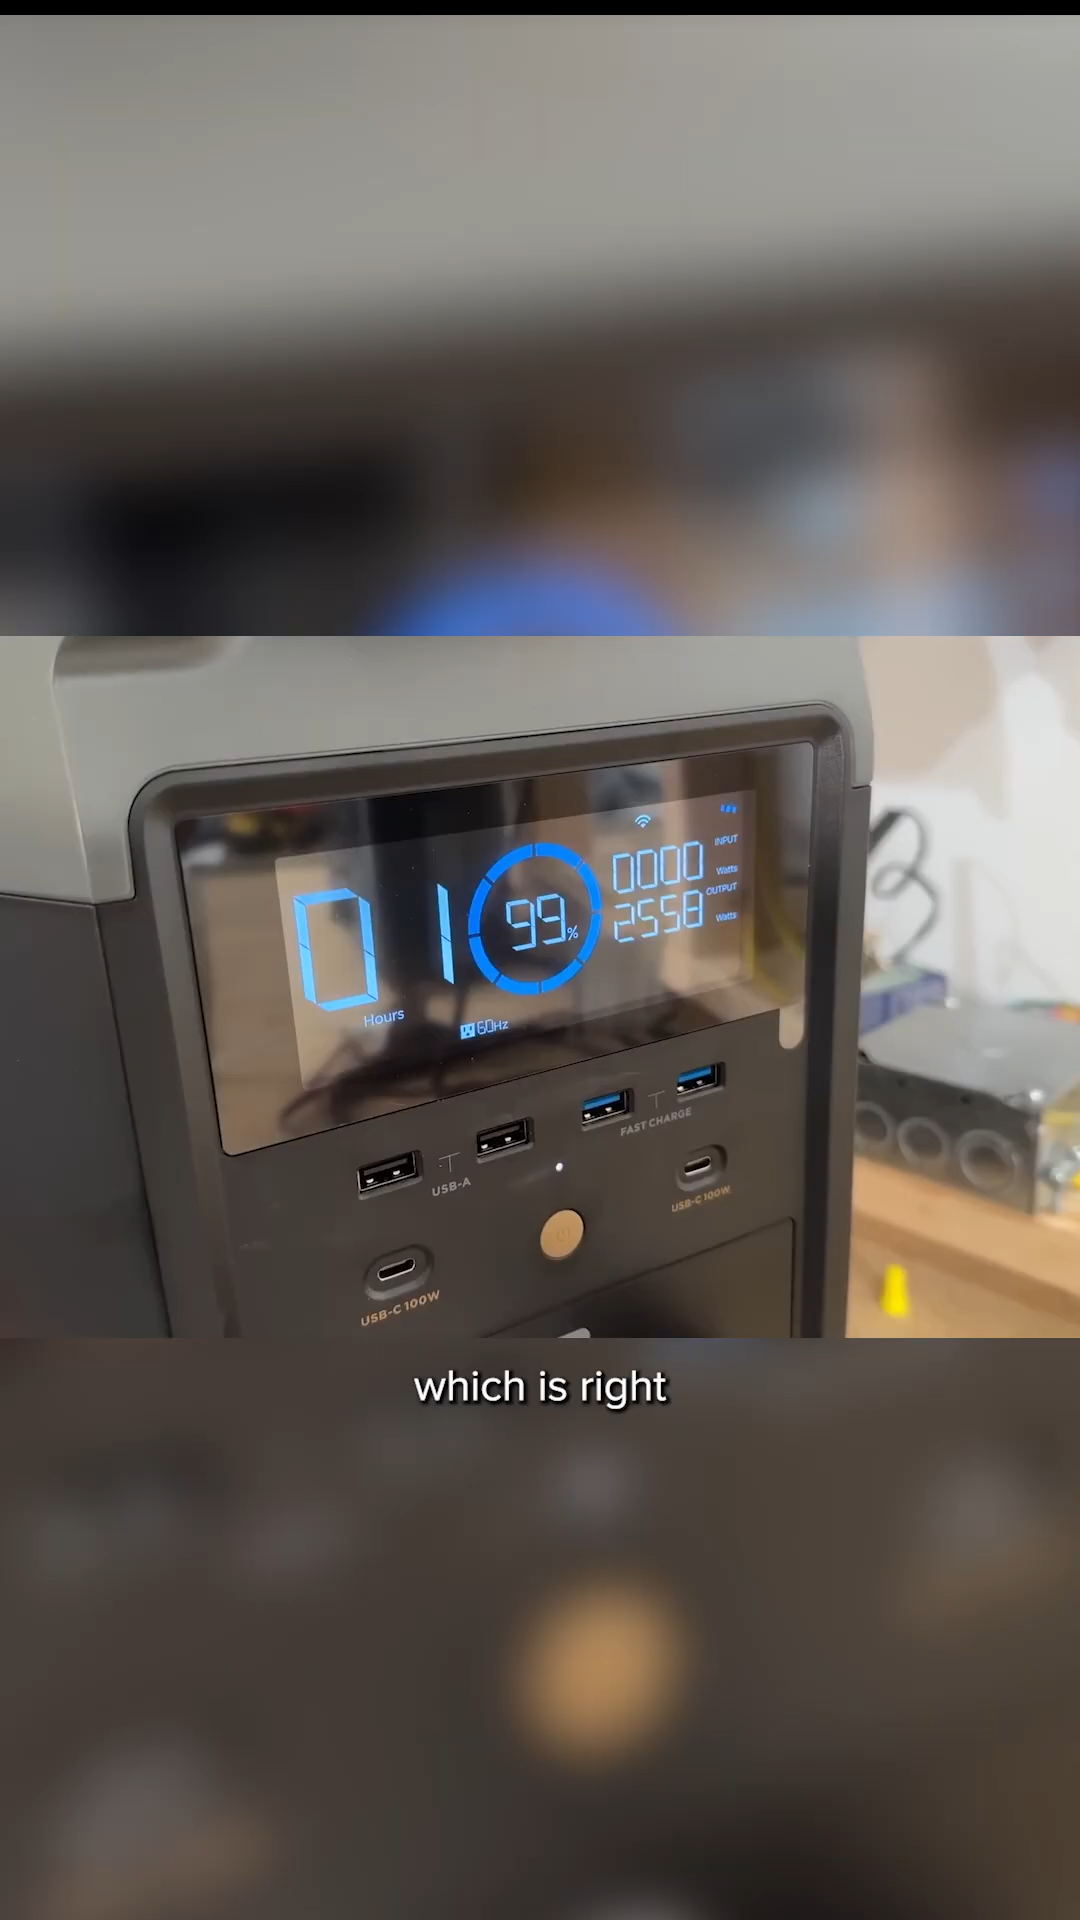 INPUT
0000
Watts
01
99%
OUTPUT
2558
Watts
Hours
60Hz
FAST CHARGE
USB-A
USB-C 100W
USB-C 100W
which is right